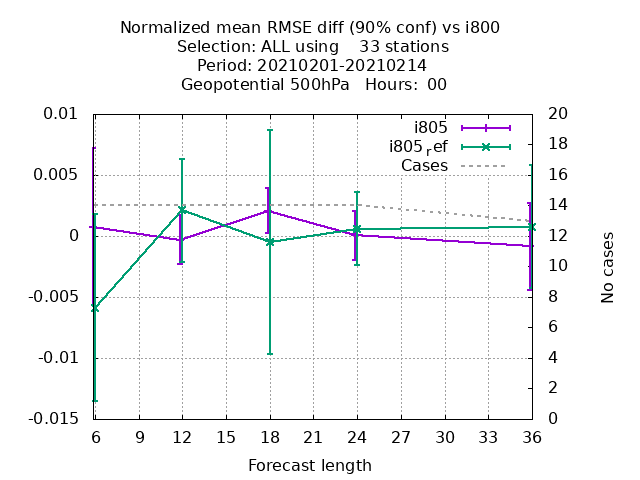 Normalized mean RMSE diff (90% conf) vs i800
Selection: ALL using    33 stations
Period: 20210201-20210214
Geopotential 500hPa   Hours:  00
0.01
0.005
0
-0.005
-0.01
-0.015
20
18
16
14
12
10
8
6
4
2
0
i805
i805ref
Cases
No cases
6 9 12 15 18 21 24 27 30 33 36
Forecast length